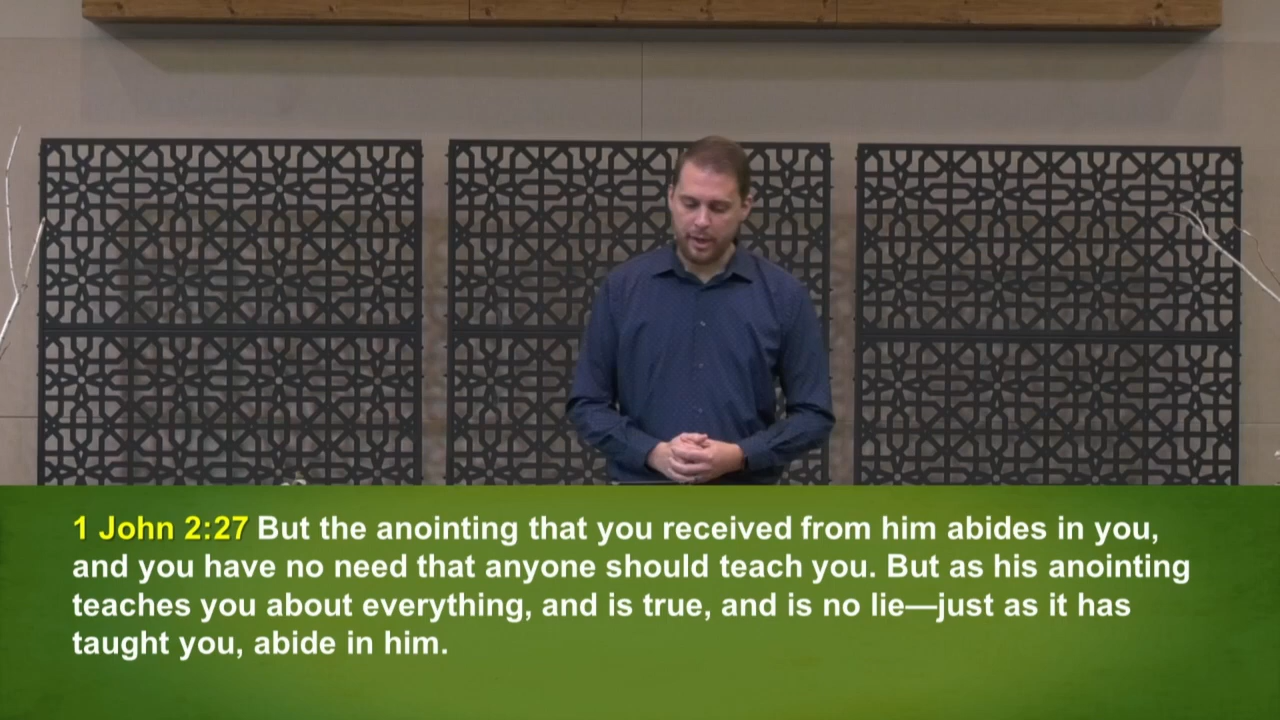 1 John 2:27 But the anointing that you received from him abides in you,
and you have no need that anyone should teach you. But as his anointing
teaches you about everything, and is true, and is no lie—just as it has
taught you, abide in him.